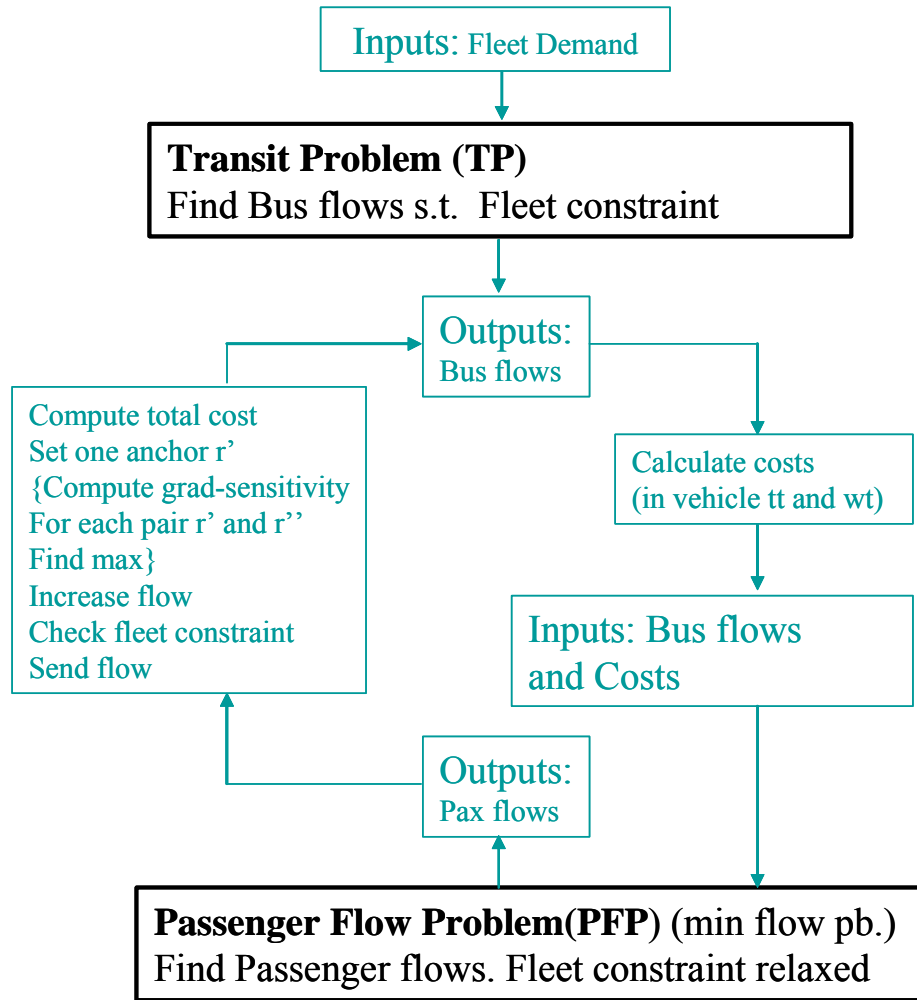 Inputs: Fleet Demand
Transit Problem (TP)
Find Bus flows s.t. Fleet constraint
Outputs:
Bus flows
Compute total cost
Set one anchor r’
{Compute grad-sensitivity
For each pair r’ and r’’
Find max}
Increase flow
Check fleet constraint
Send flow
Calculate costs
(in vehicle tt and wt)
Inputs: Bus flows
and Costs
Outputs:
Pax flows
Passenger Flow Problem(PFP) (min flow pb.)
Find Passenger flows. Fleet constraint relaxed